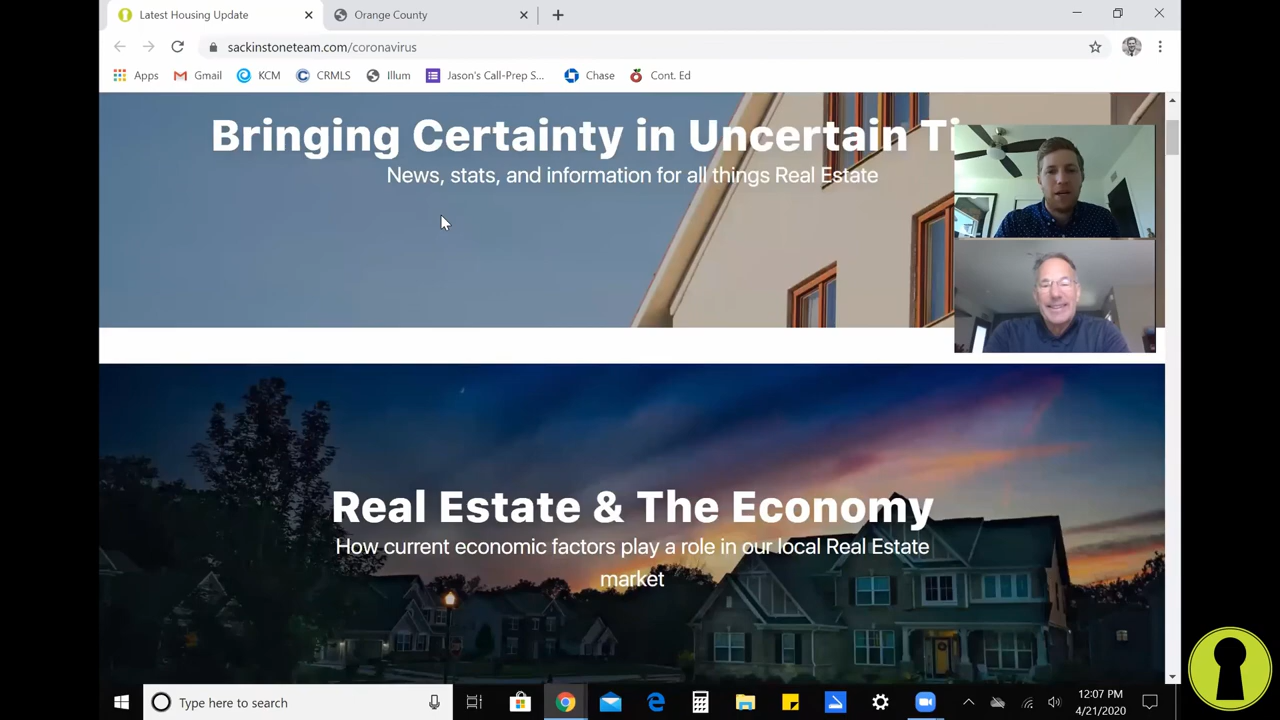 Latest Housing Update
Orange County
sackinstoneteam.com/coronavirus
Apps
Gmail
KCM
CRMLS
Illum
Jason's Call-Prep S...
Chase
Cont. Ed
Bringing Certainty in Uncertain Ti
News, stats, and information for all things Real Estate
Real Estate & The Economy
How current economic factors play a role in our local Real Estate
market
Type here to search
12:07 PM
4/21/2020